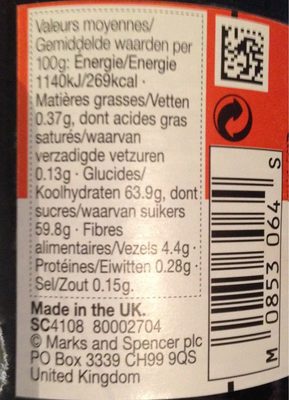 Valeurs moyennes/
Gemiddelde waarden per
100g: Énergie/Energie
1140kJ/269kcal ·
Matières grasses/Vetten
0.37g, dont acides gras
saturés/waarvan
verzadigde vetzuren
0.13g · Glucides/
Koolhydraten 63.9g, dont
sucres/waarvan suikers
59.8g · Fibres
alimentaires/Vezels 4.4g ·
Protéines/Eiwitten 0.28g ·
Sel/Zout 0.15g.
Made in the UK.
SC4108 80002704
© Marks and Spencer plc
PO Box 3339 CH99 9QS
United Kingdom
M 0853 064 S